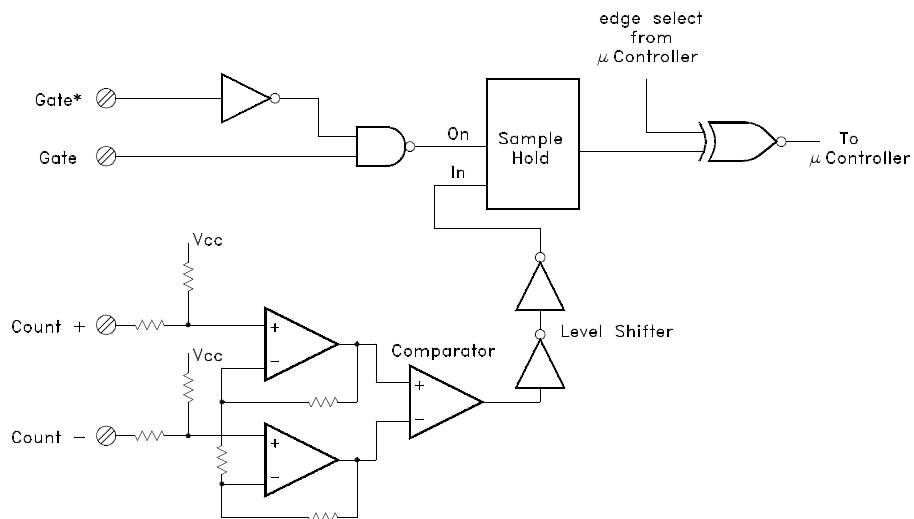 edge select
from
μ Controller
Gate*
Gate
On
In
Sample
Hold
To
μ Controller
Vcc
Count +
Vcc
Count −
+
−
+
−
Comparator
+
−
Level Shifter